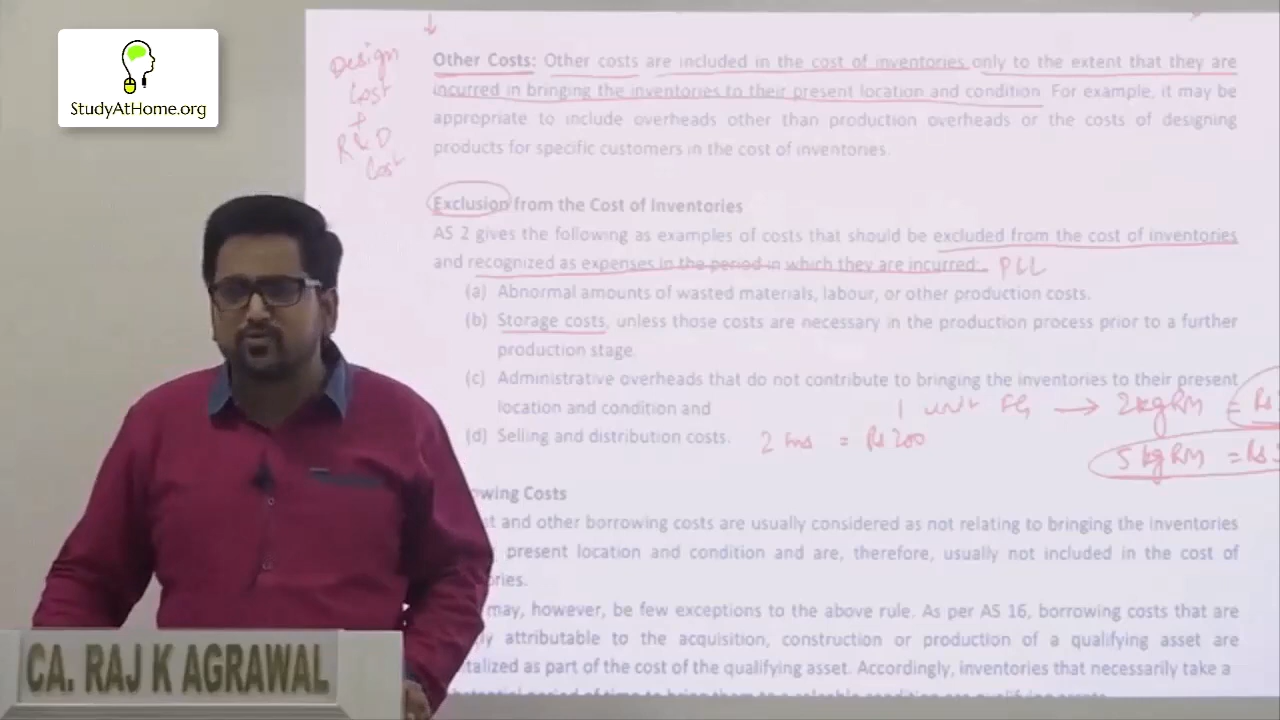 StudyAtHome.org
Design
Cost
+
R & D
Cost
Other Costs: Other costs are included in the cost of inventories only to the extent that they are
incurred in bringing the inventories to their present location and condition. For example, it may be
appropriate to include overheads other than production overheads or the costs of designing
products for specific customers in the cost of inventories.
Exclusion from the Cost of Inventories
AS 2 gives the following as examples of costs that should be excluded from the cost of inventories
and recognized as expenses in the period in which they are incurred: P&L
(a) Abnormal amounts of wasted materials, labour, or other production costs.
(b) Storage costs, unless those costs are necessary in the production process prior to a further
production stage.
(c) Administrative overheads that do not contribute to bringing the inventories to their present
location and condition and
1 unit FG → 2kg RM = Rs
(d) Selling and distribution costs.
2 = Rs 200
5 kg RM = Rs
Costs
and other borrowing costs are usually considered as not relating to bringing the inventories
present location and condition and are, therefore, usually not included in the cost of
may, however, be few exceptions to the above rule. As per AS 16, borrowing costs that are
attributable to the acquisition, construction or production of a qualifying asset are
as part of the cost of the qualifying asset. Accordingly, inventories that necessarily take a
CA. RAJ K AGRAWAL